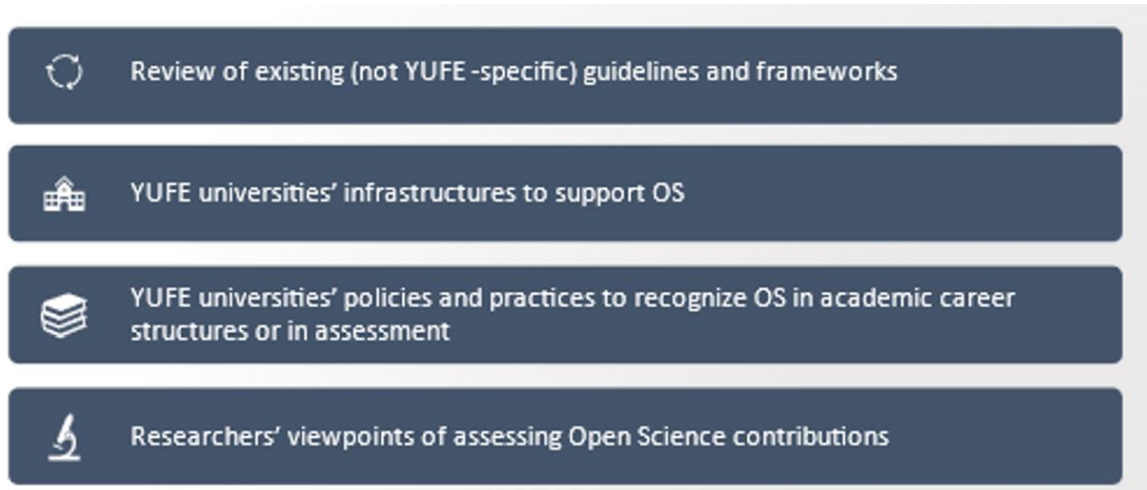 Review of existing (not YUFE -specific) guidelines and frameworks
YUFE universities' infrastructures to support OS
YUFE universities' policies and practices to recognize OS in academic career
structures or in assessment
Researchers' viewpoints of assessing Open Science contributions